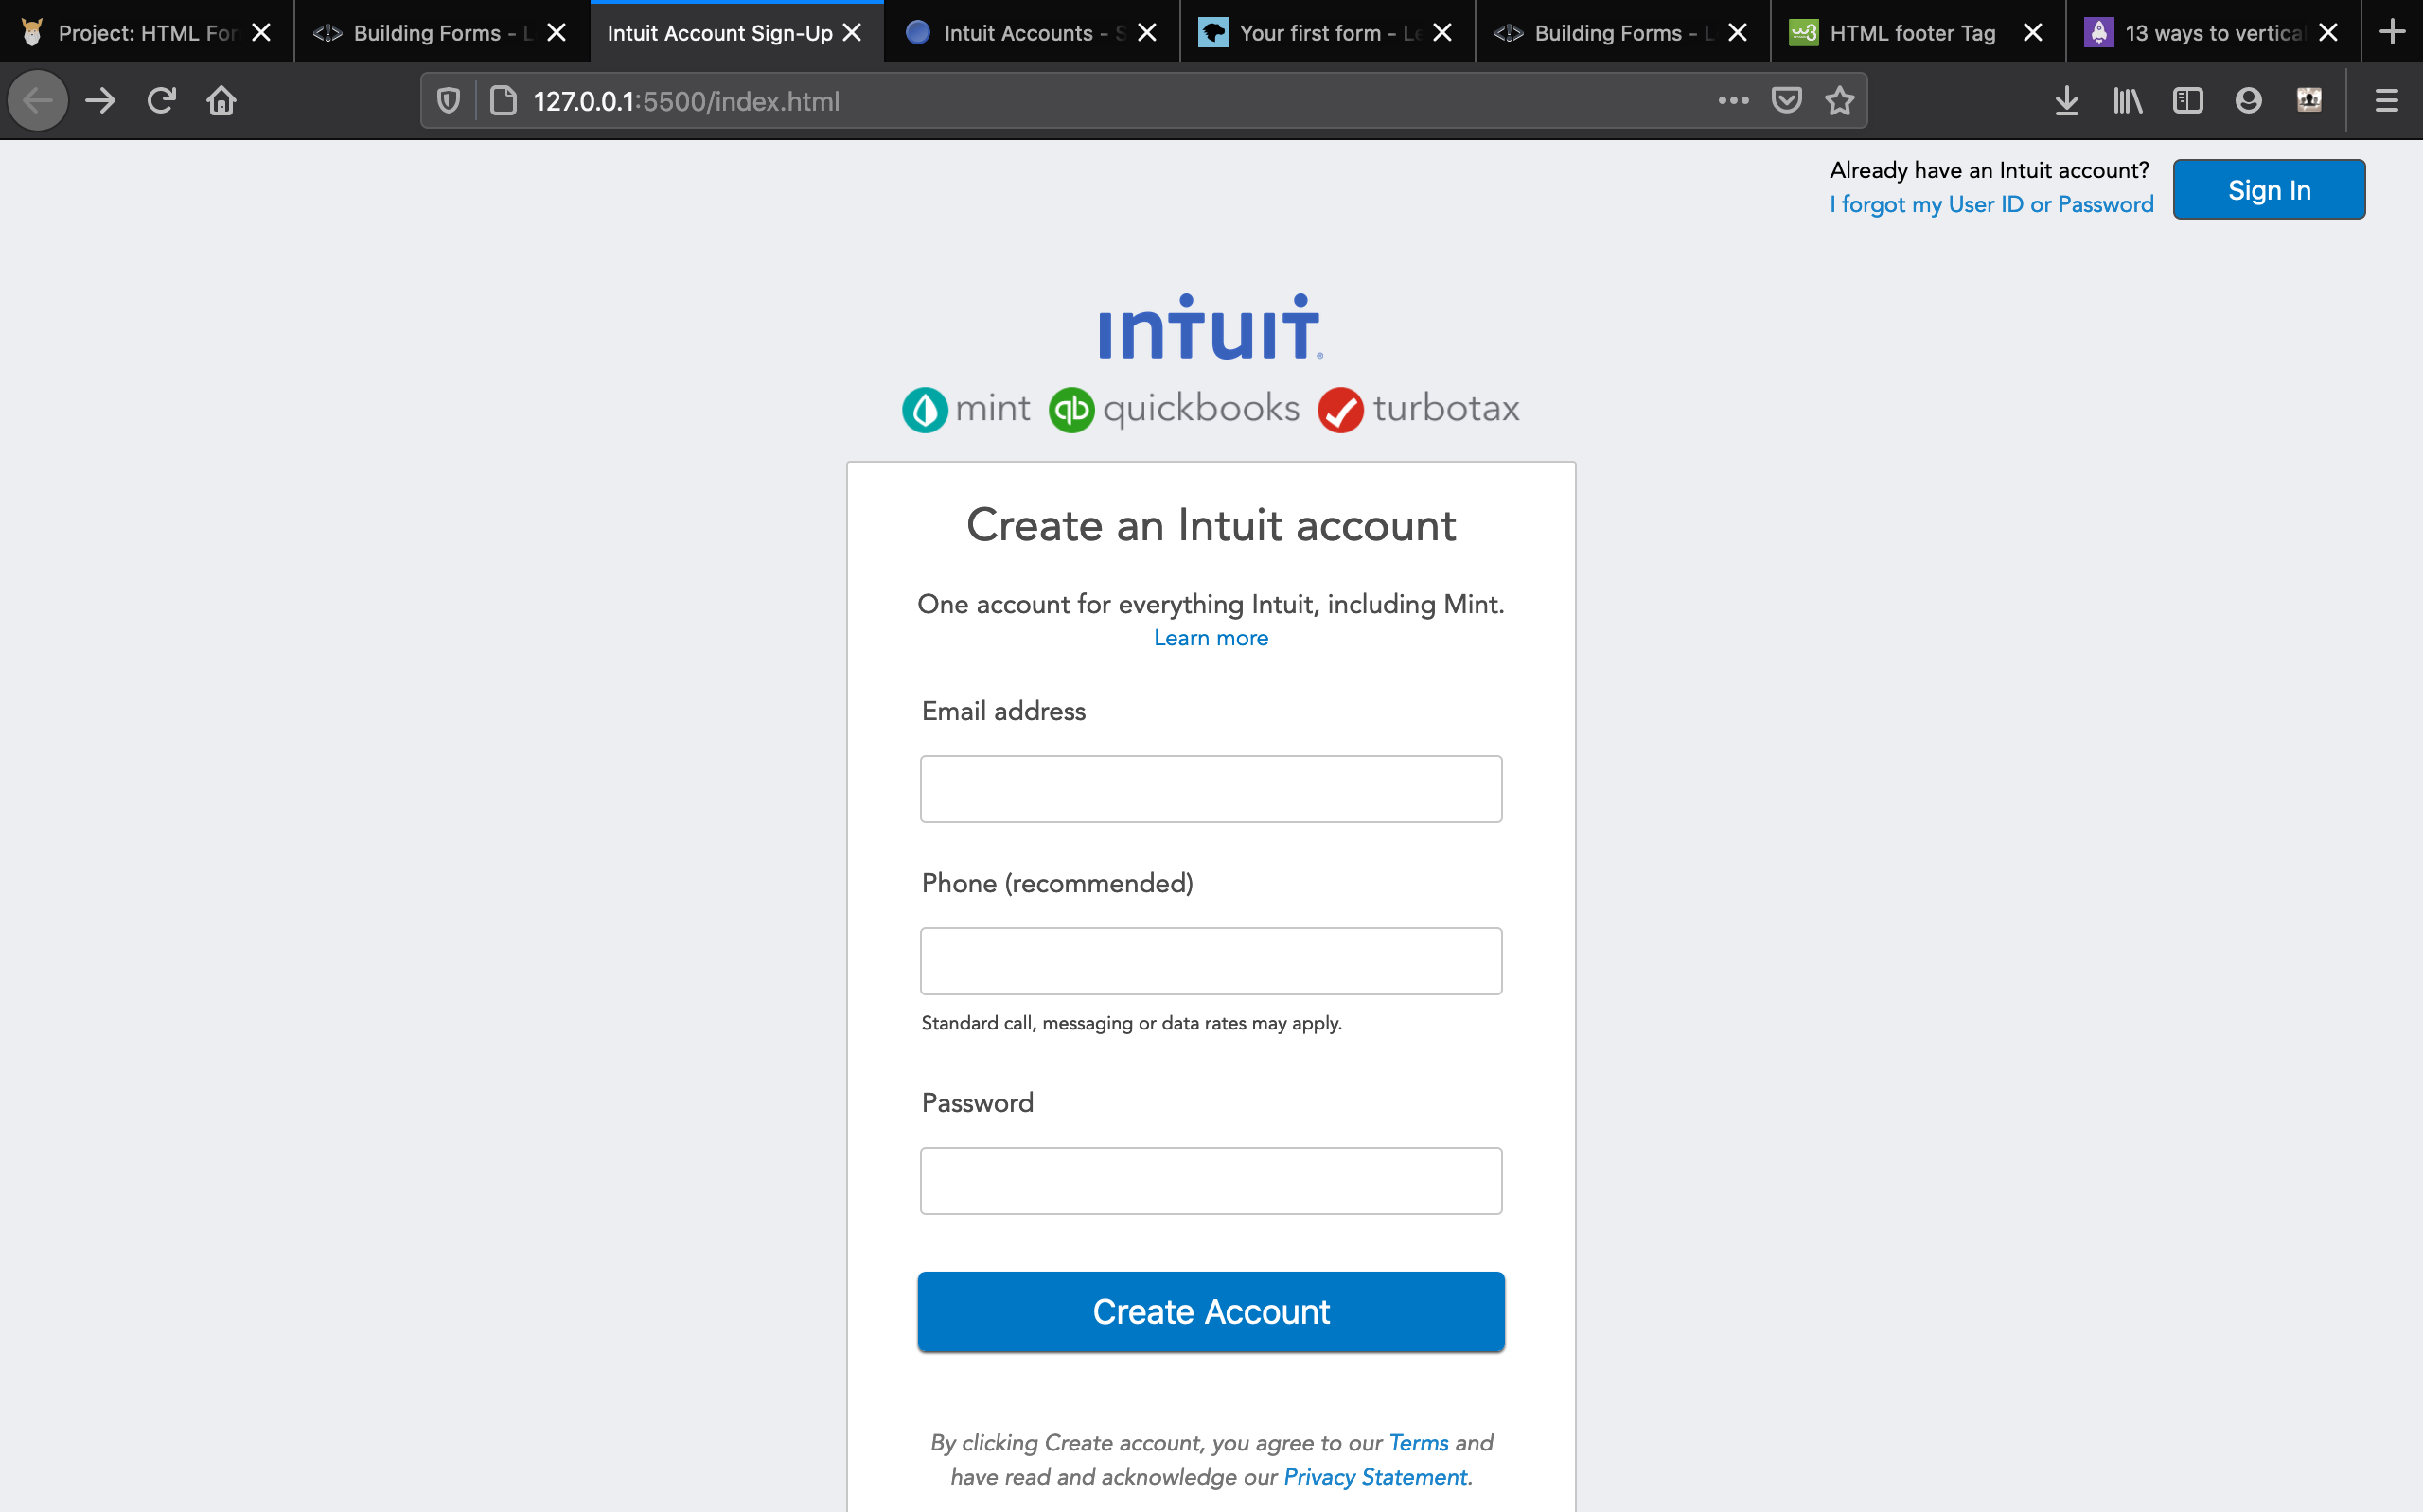 Project: HTML For
Building Forms - L
Intuit Account Sign-Up
Intuit Accounts - S
Your first form - Le
Building Forms - L
HTML footer Tag
13 ways to vertica
127.0.0.1:5500/index.html
Already have an Intuit account?
I forgot my User ID or Password
Sign In
intuit
mint qb quickbooks turbotax
Create an Intuit account
One account for everything Intuit, including Mint.
Learn more
Email address
Phone (recommended)
Standard call, messaging or data rates may apply.
Password
Create Account
By clicking Create account, you agree to our Terms and
have read and acknowledge our Privacy Statement.